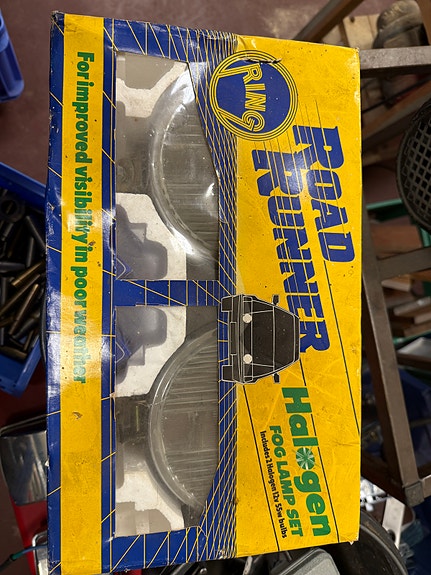 RING
ROAD
RUNNER
Halogen
FOG LAMP SET
Includes 2 Halogen 12v 55w bulbs
For improved visibility in poor weather